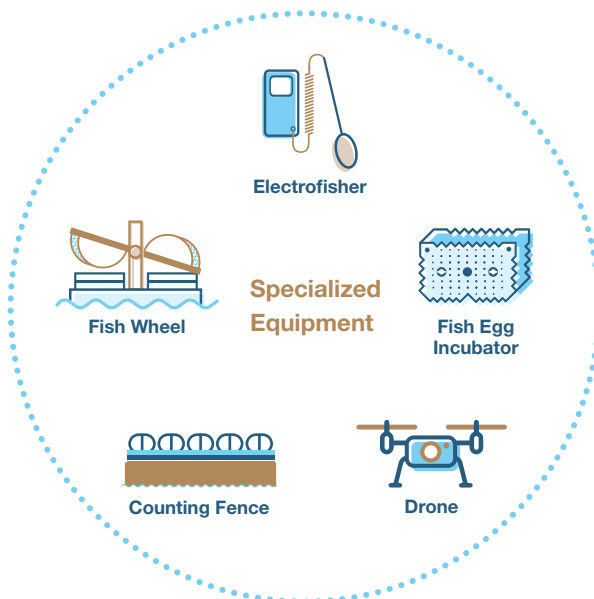 Electrofisher
Specialized
Equipment
Fish Wheel
Fish Egg
Incubator
Counting Fence
Drone